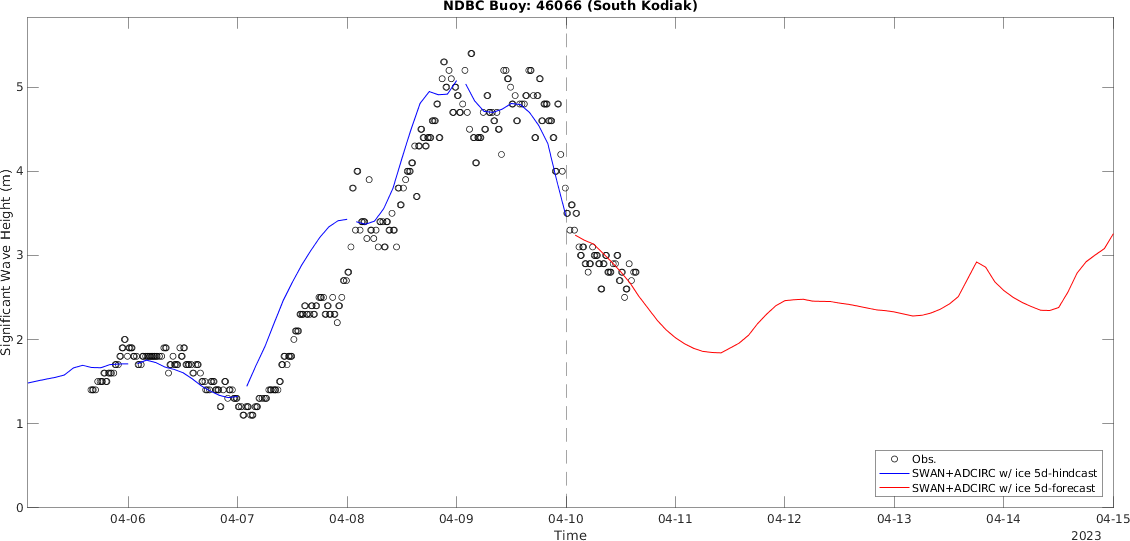 NDBC Buoy: 46066 (South Kodiak)
Significant Wave Height (m)
5
4
3
2
1
0
Obs.
SWAN+ADCIRC w/ ice 5d-hindcast
SWAN+ADCIRC w/ ice 5d-forecast
04-06 04-07 04-08 04-09 04-10 04-11 04-12 04-13 04-14 04-15
Time
2023